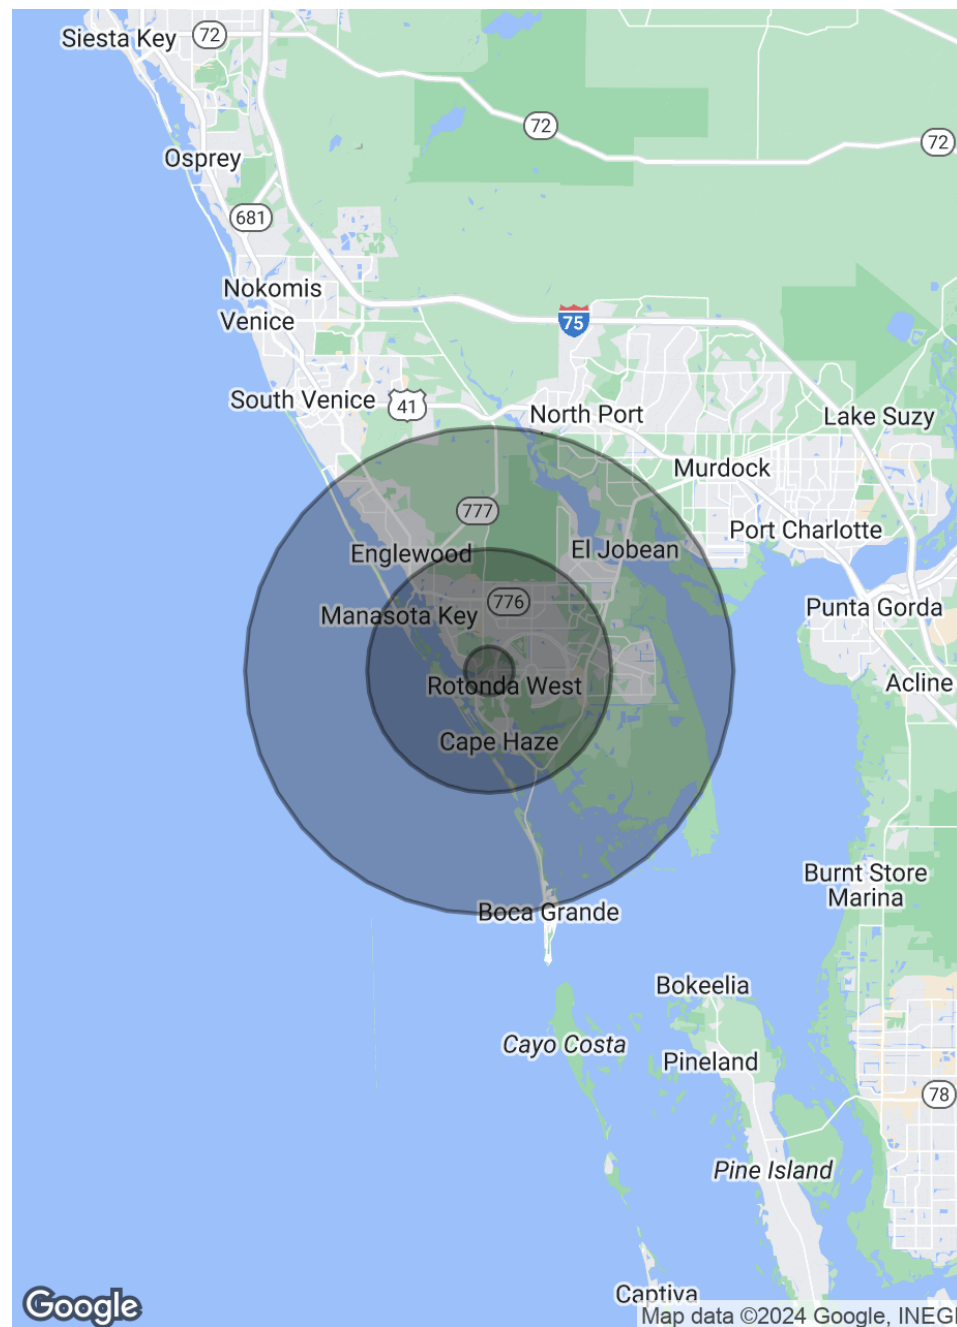 Siesta Key
72
Osprey
72
72
681
Nokomis
Venice
75
South Venice
41
North Port
Lake Suzy
Murdock
777
Port Charlotte
Englewood
El Jobean
776
Manasota Key
Punta Gorda
Rotonda West
Acline
Cape Haze
Burnt Store
Marina
Boca Grande
Bokeelia
Cayo Costa
Pineland
78
Pine Island
Captiva
Google
Map data ©2024 Google, INEGI